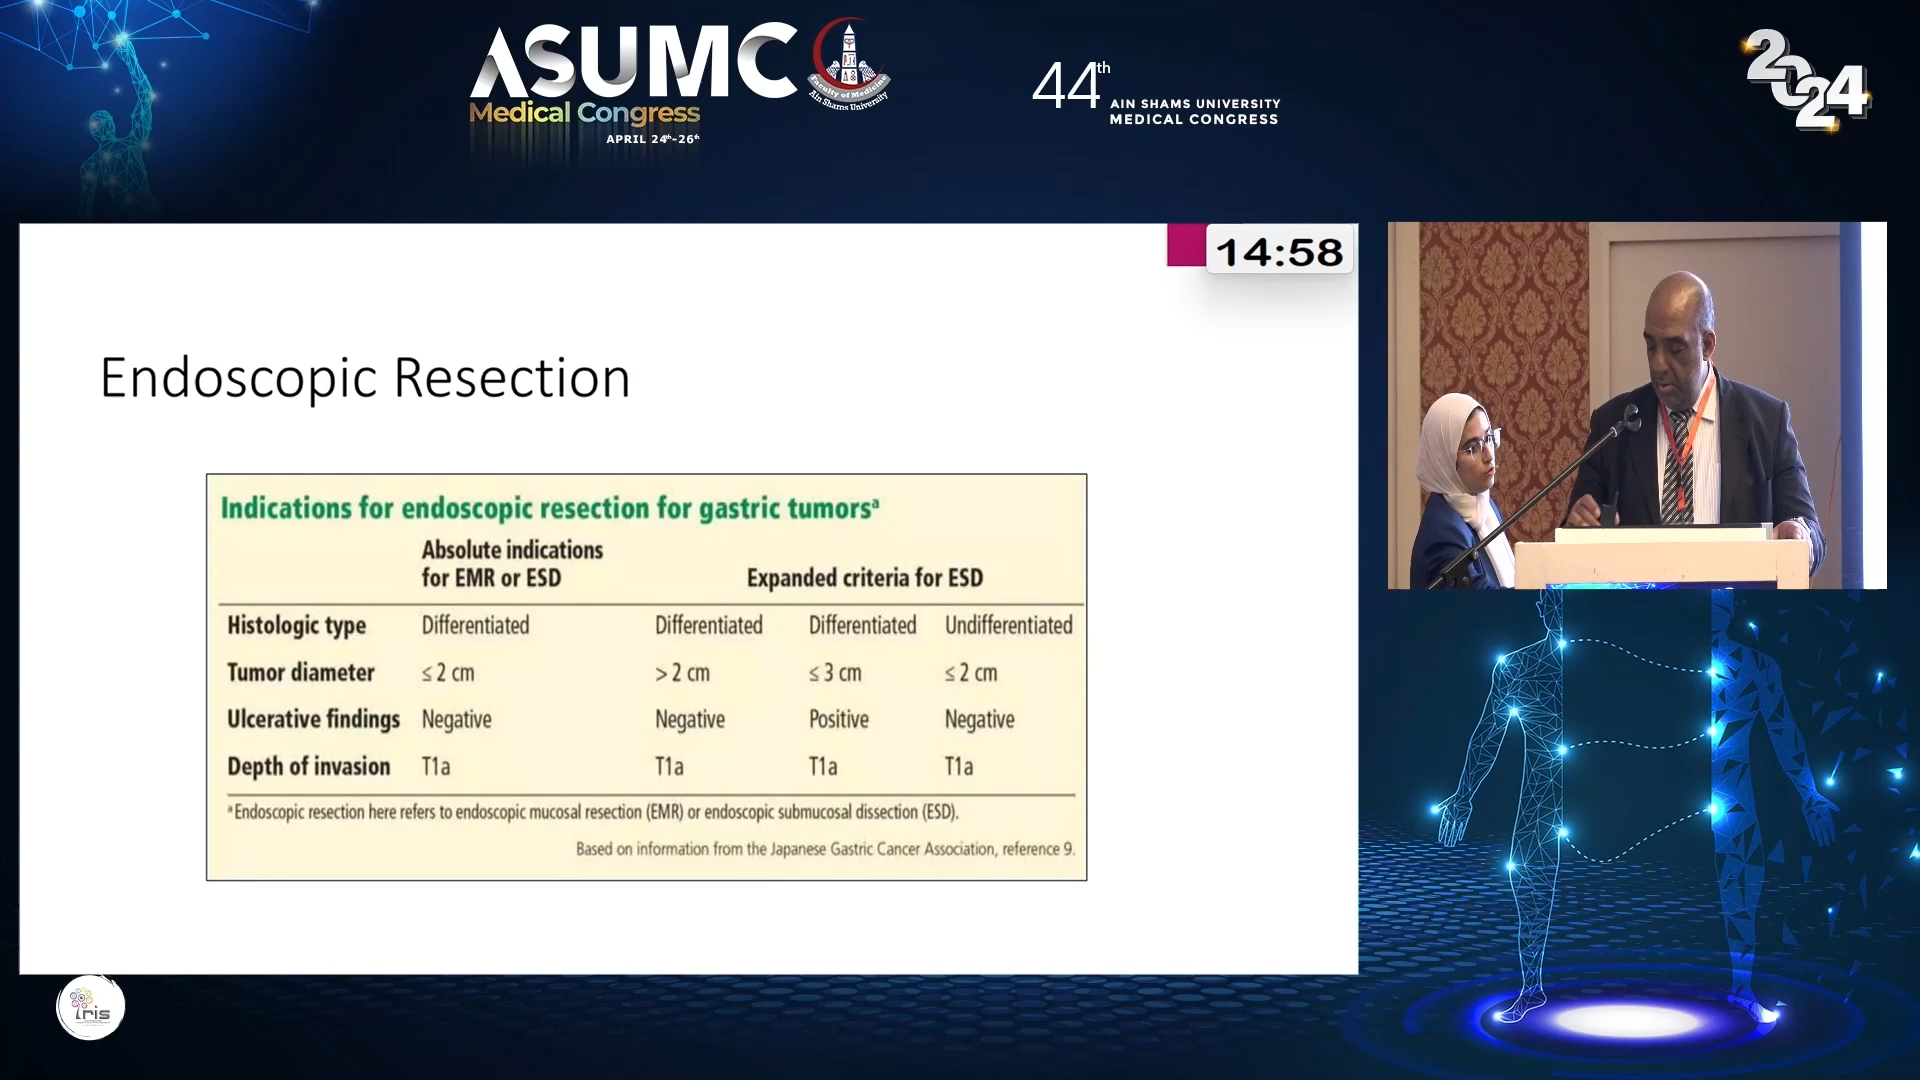 ASUMC
Medical Congress
APRIL 24th-26th
Faculty of Medicine
Ain Shams University
44th
AIN SHAMS UNIVERSITY
MEDICAL CONGRESS
2024
14:58
Endoscopic Resection
Indications for endoscopic resection for gastric tumorsᵃ
Absolute indications
for EMR or ESD
Expanded criteria for ESD
Histologic type Differentiated Differentiated Differentiated Undifferentiated
Tumor diameter ≤ 2 cm > 2 cm ≤ 3 cm ≤ 2 cm
Ulcerative findings Negative Negative Positive Negative
Depth of invasion T1a T1a T1a T1a
ᵃ Endoscopic resection here refers to endoscopic mucosal resection (EMR) or endoscopic submucosal dissection (ESD).
Based on information from the Japanese Gastric Cancer Association, reference 9.
iris